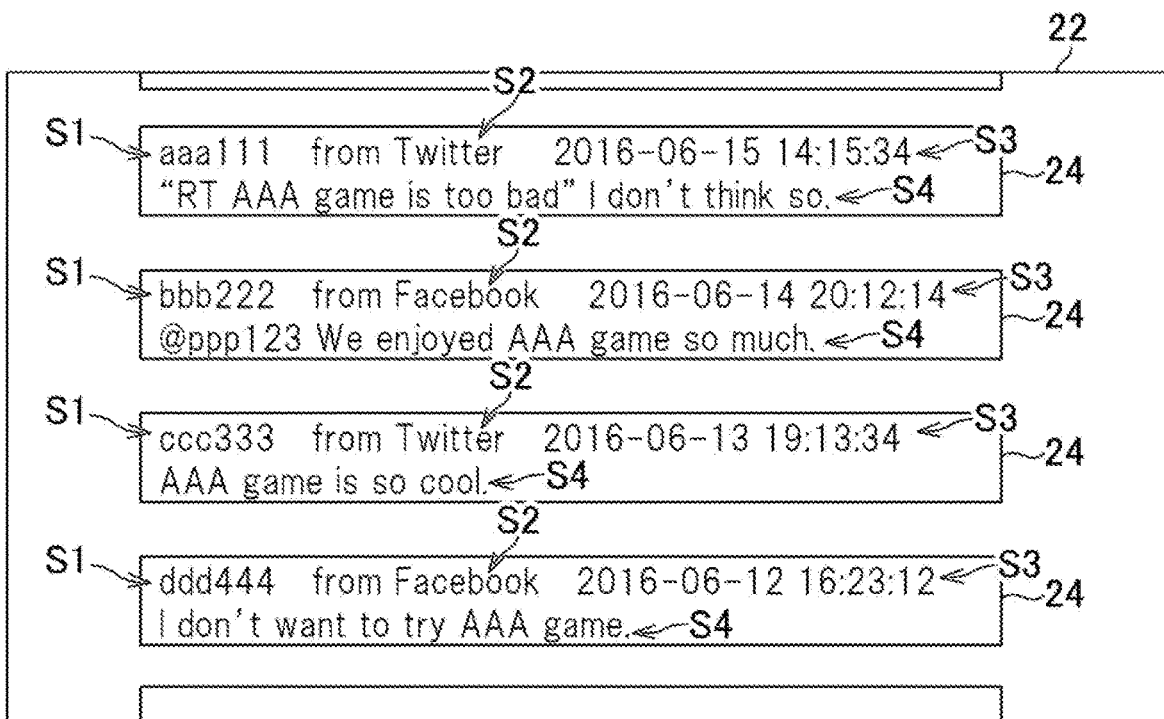 22
S2
S1 aaa111 from Twitter 2016-06-15 14:15:34 S3
“RT AAA game is too bad” I don't think so. S4 24
S2
S1 bbb222 from Facebook 2016-06-14 20:12:14 S3
@ppp123 We enjoyed AAA game so much. S4 24
S2
S1 ccc333 from Twitter 2016-06-13 19:13:34 S3
AAA game is so cool. S4 24
S2
S1 ddd444 from Facebook 2016-06-12 16:23:12 S3
I don't want to try AAA game. S4 24